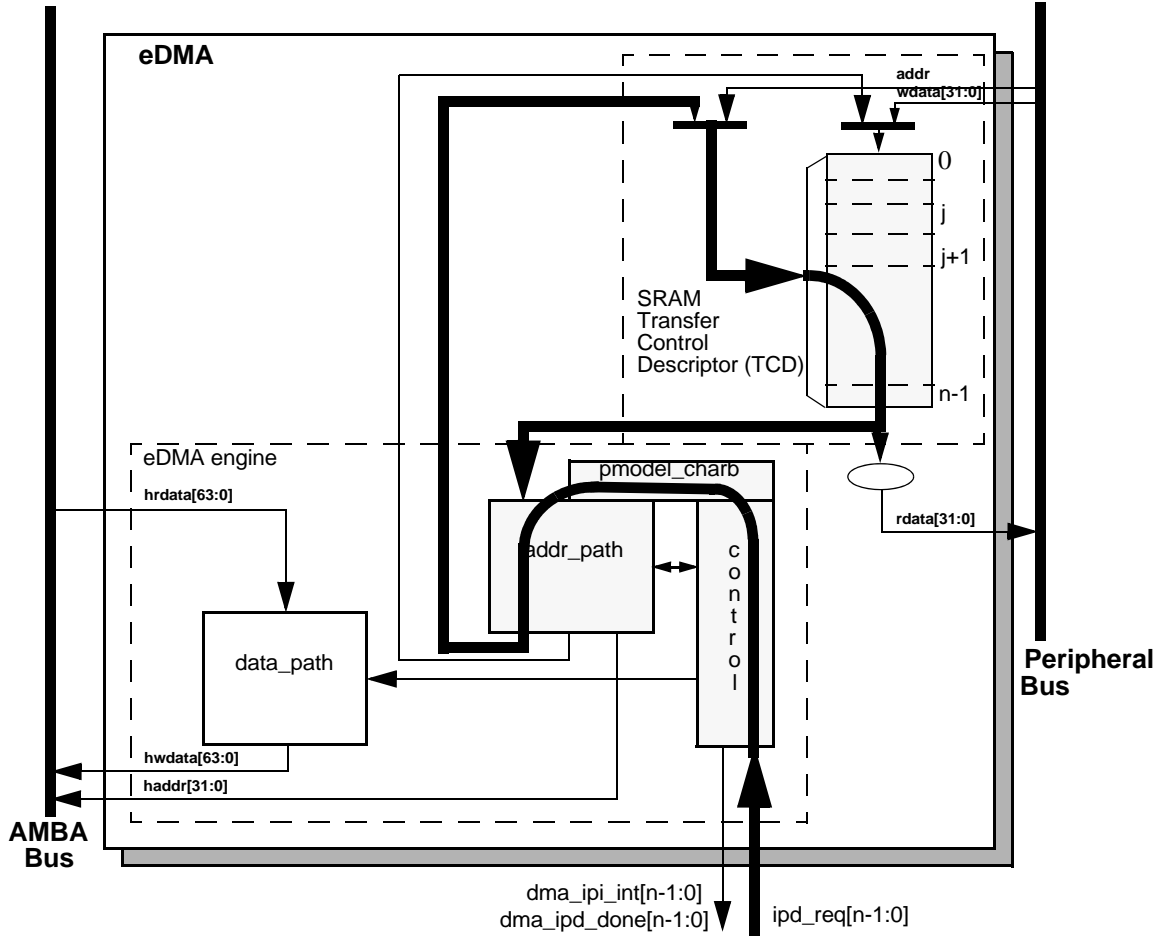 eDMA
addr
wdata[31:0]
0
j
j+1
n-1
SRAM
Transfer
Control
Descriptor (TCD)
eDMA engine
pmodel_charb
hrdata[63:0]
rdata[31:0]
addr_path
control
data_path
Peripheral
Bus
hwdata[63:0]
haddr[31:0]
AMBA
Bus
dma_ipi_int[n-1:0]
dma_ipd_done[n-1:0]
ipd_req[n-1:0]